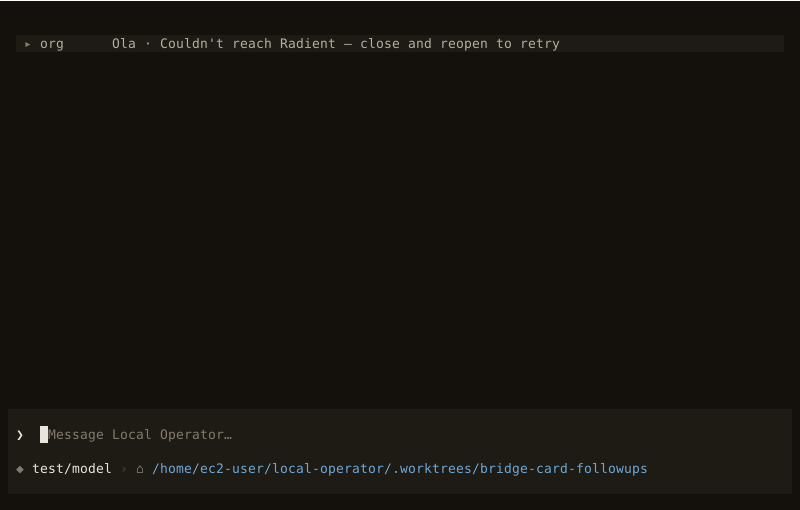 ▸ org      Ola · Couldn't reach Radient — close and reopen to retry
❯  Message Local Operator…
◆ test/model › ⌂ /home/ec2-user/local-operator/.worktrees/bridge-card-followups